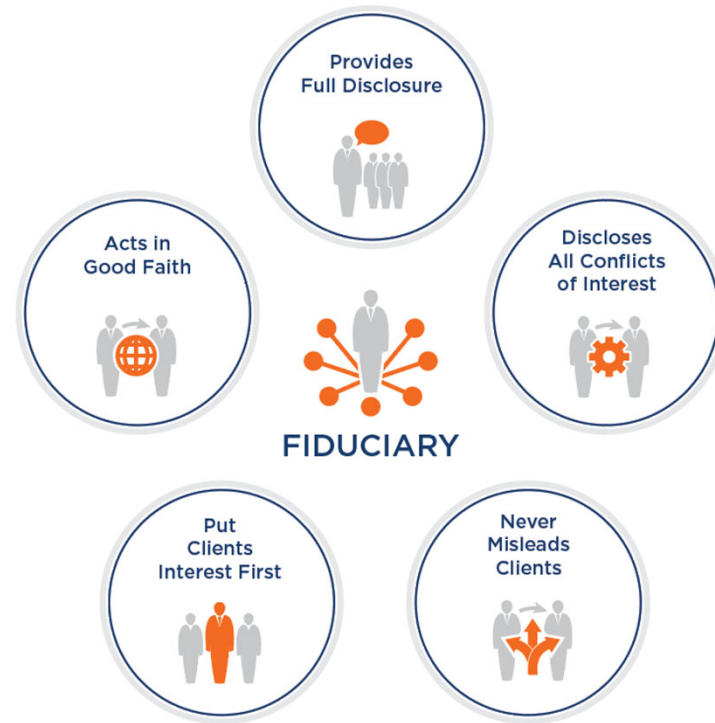 Provides
Full Disclosure
Acts in
Good Faith
Discloses
All Conflicts
of Interest
FIDUCIARY
Put
Clients
Interest First
Never
Misleads
Clients